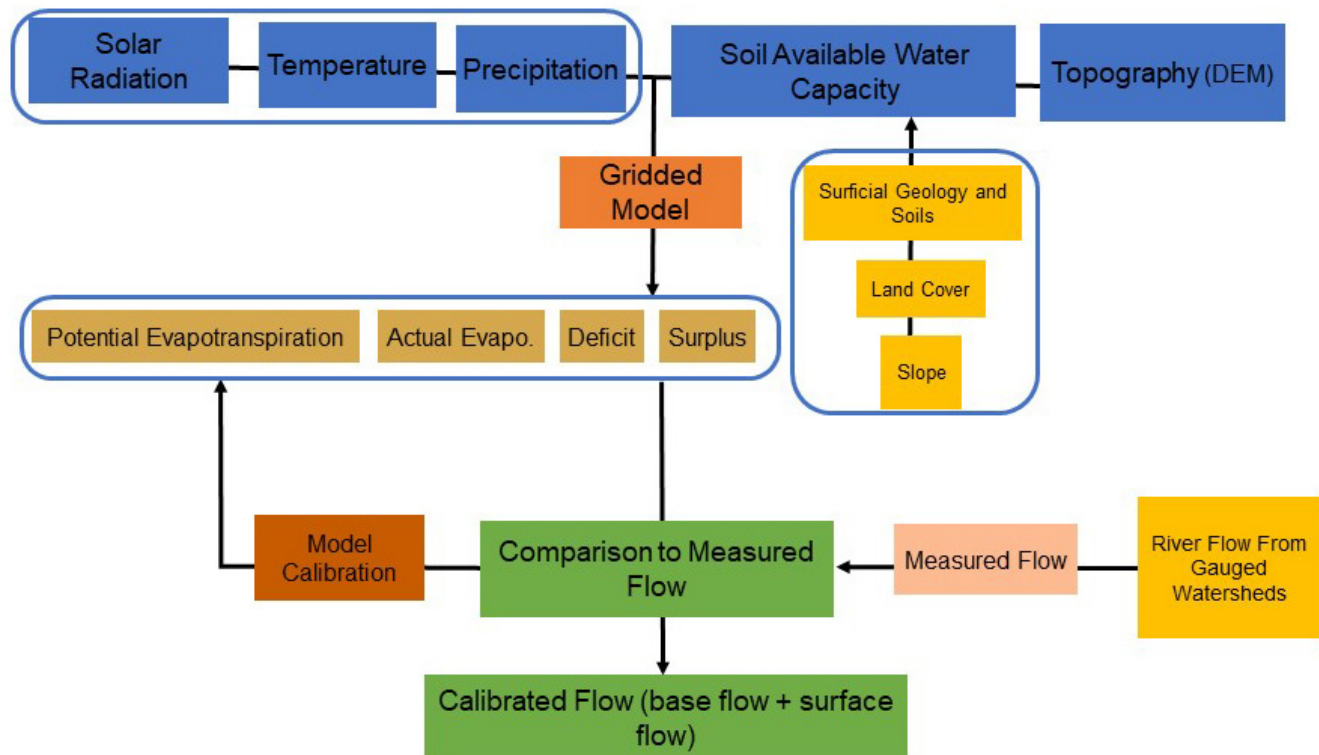 Solar
Radiation
Temperature
Precipitation
Soil Available Water
Capacity
Topography (DEM)
Gridded
Model
Surficial Geology and
Soils
Land Cover
Slope
Potential Evapotranspiration
Actual Evapo.
Deficit
Surplus
Model
Calibration
Comparison to Measured
Flow
Measured Flow
River Flow From
Gauged
Watersheds
Calibrated Flow (base flow + surface
flow)